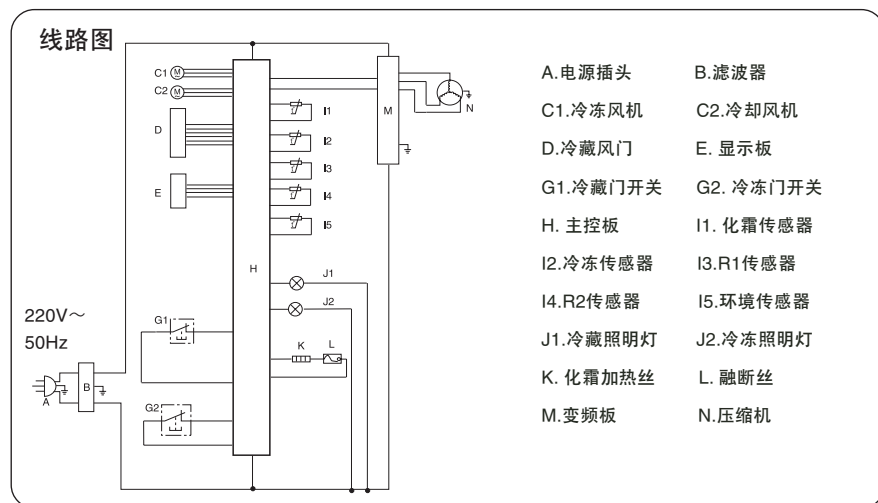 线路图
C1 M
C2 M
D
E
I1
I2
I3
I4
I5
M
N
H
J1
J2
G1
K L
G2
220V～
50Hz
A
B
A.电源插头 B.滤波器
C1.冷冻风机 C2.冷却风机
D.冷藏风门 E. 显示板
G1.冷藏门开关 G2. 冷冻门开关
H. 主控板 I1. 化霜传感器
I2.冷冻传感器 I3.R1传感器
I4.R2传感器 I5.环境传感器
J1.冷藏照明灯 J2.冷冻照明灯
K. 化霜加热丝 L. 融断丝
M.变频板 N.压缩机